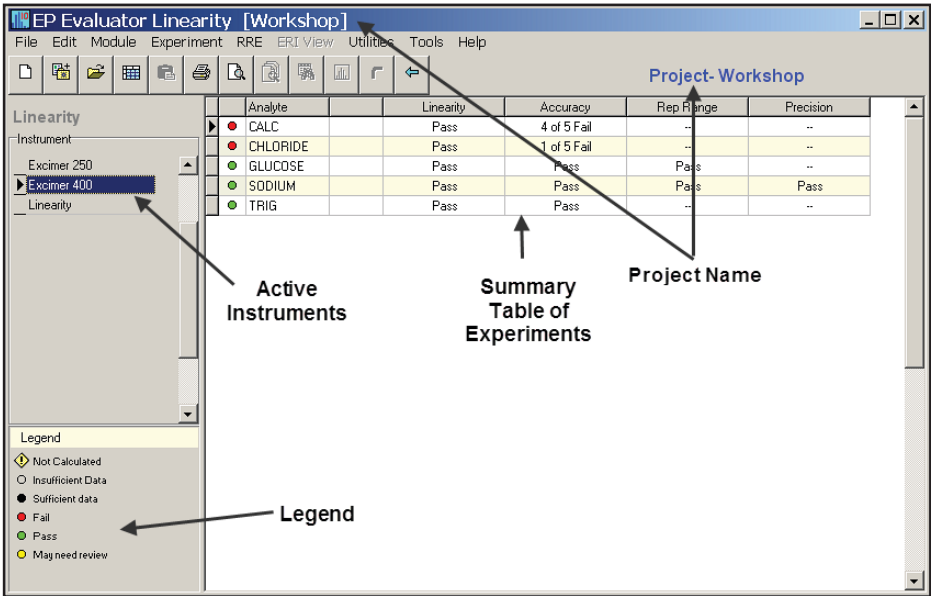 EP Evaluator Linearity [Workshop]
File Edit Module Experiment RRE ERI View Utilities Tools Help
Project- Workshop
Linearity
Instrument
Excimer 250
Excimer 400
Linearity
Analyte Linearity Accuracy Rep Range Precision
CALC Pass 4 of 5 Fail -- --
CHLORIDE Pass 1 of 5 Fail -- --
GLUCOSE Pass Pass Pass --
SODIUM Pass Pass Pass Pass
TRIG Pass Pass -- --
Active
Instruments
Summary
Table of
Experiments
Project Name
Legend
Not Calculated
Insufficient Data
Sufficient data
Fail
Pass
May need review
Legend